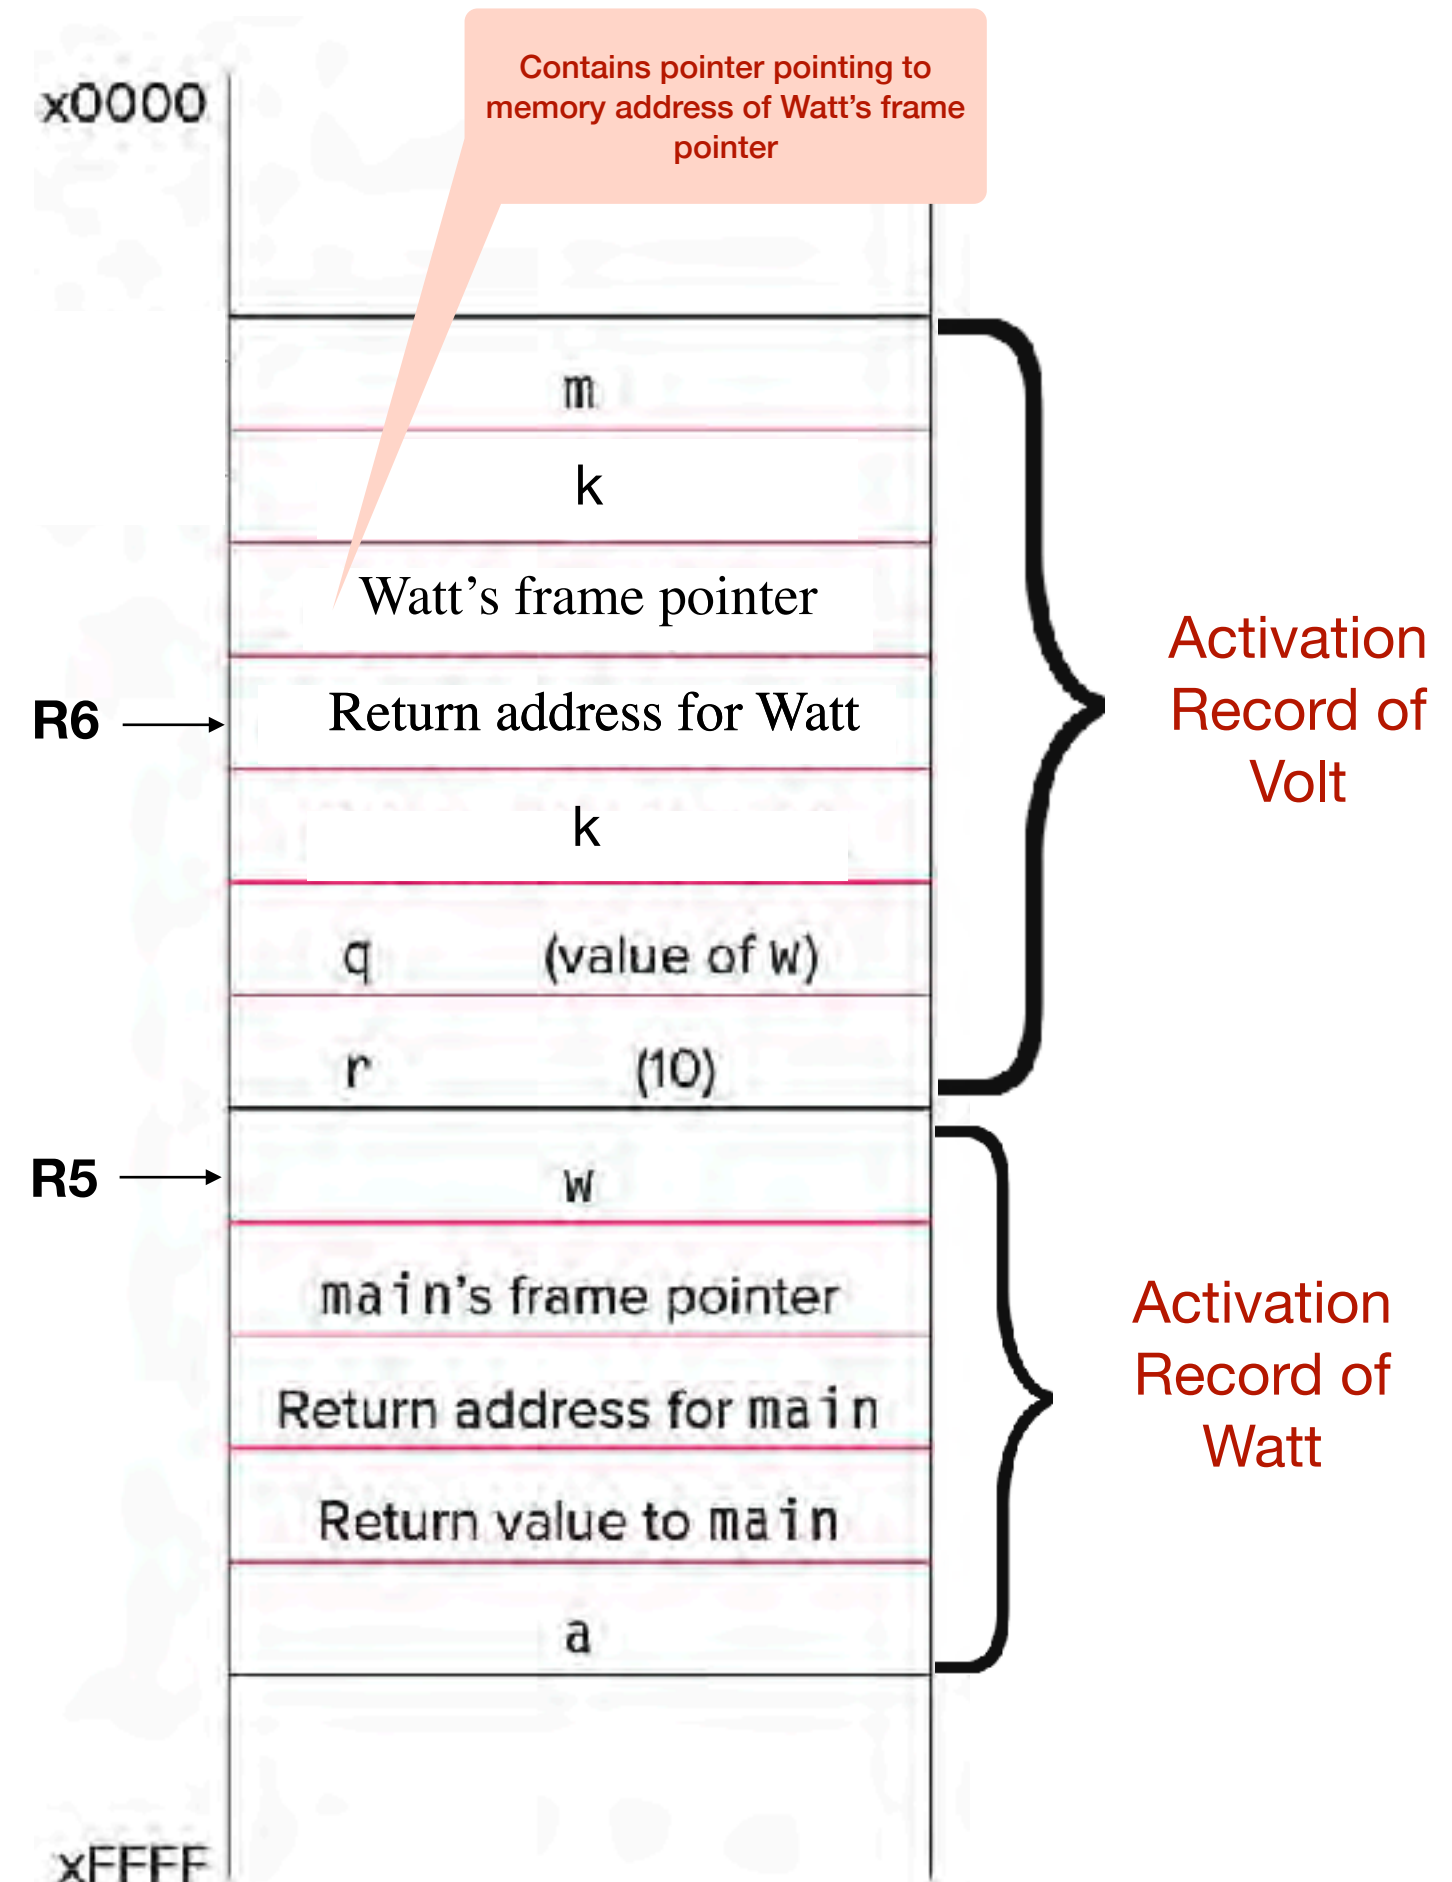 Contains pointer pointing to
memory address of Watt’s frame
pointer
x0000
m
k
Watt’s frame pointer
R6
Return address for Watt
Activation
Record of
Volt
k
q (value of w)
r (10)
R5
w
main’s frame pointer
Return address for main
Activation
Record of
Watt
Return value to main
a
xFFFF